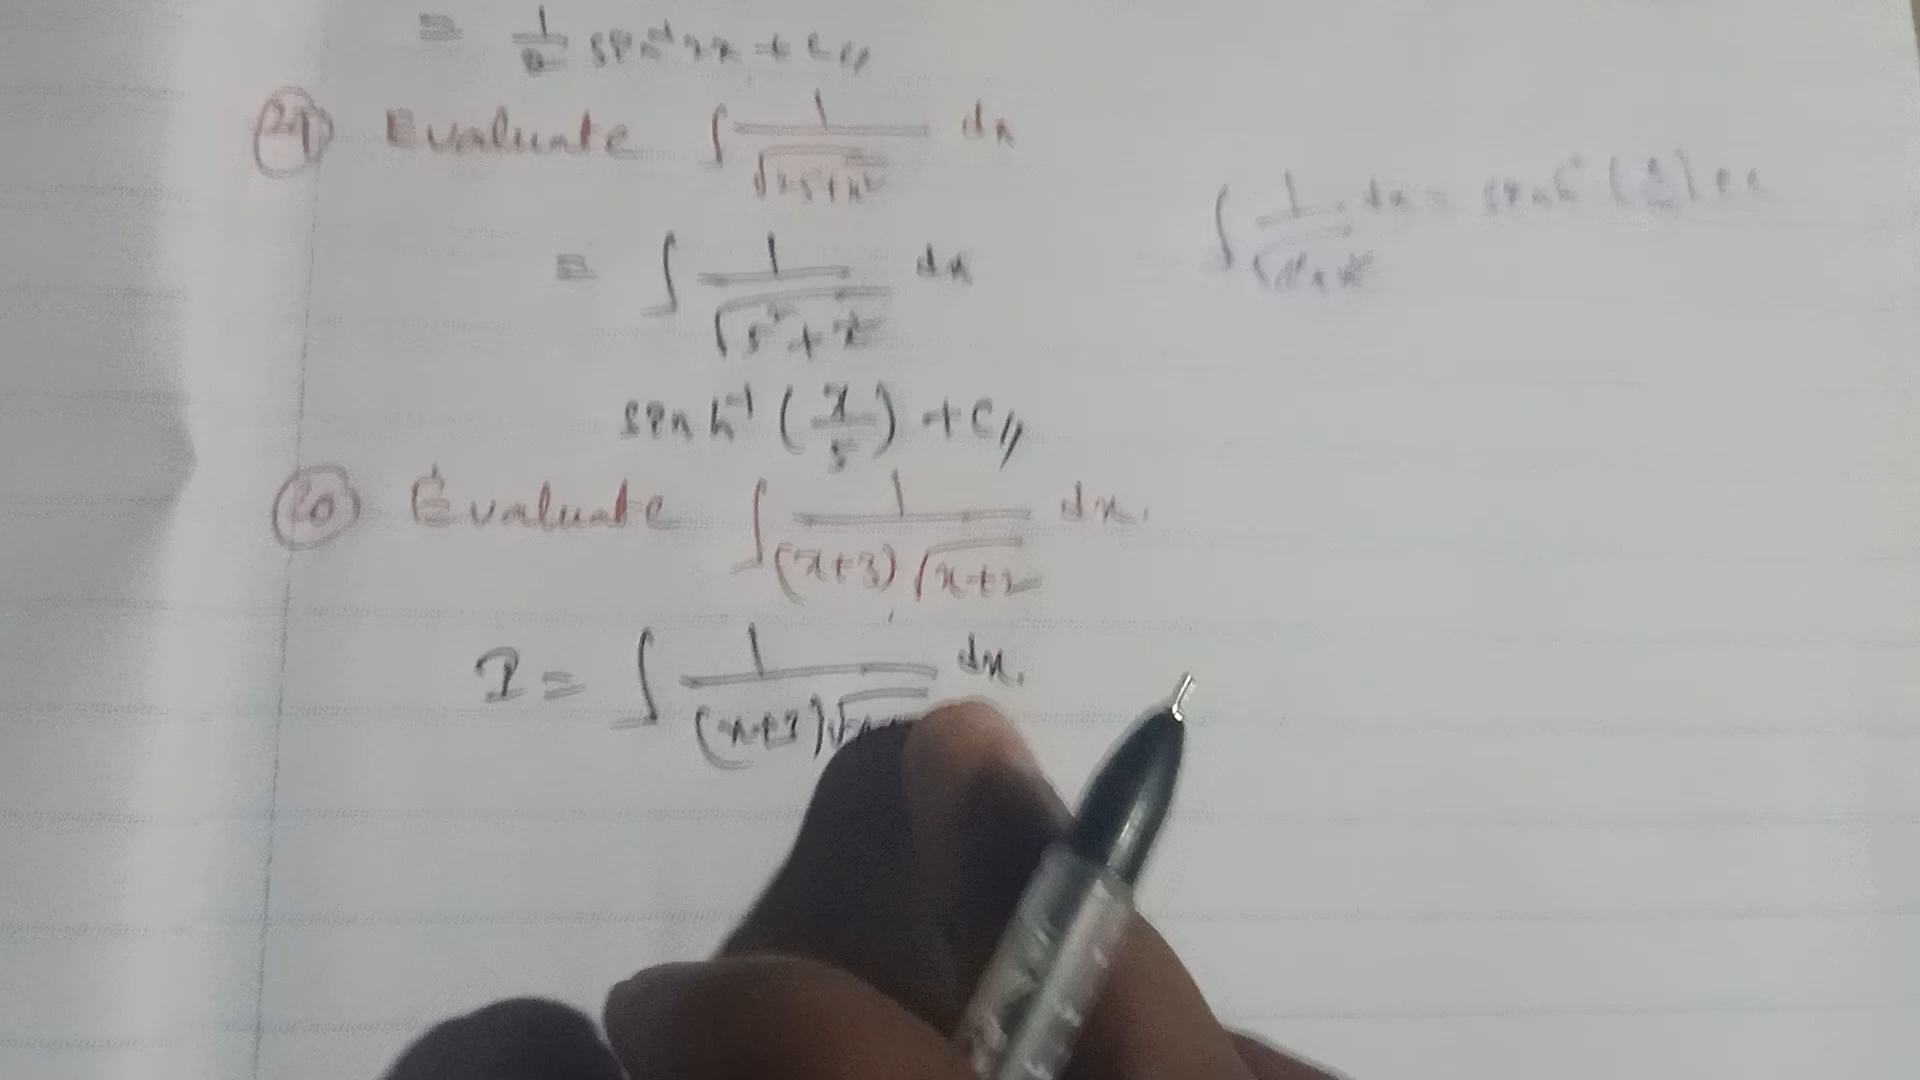 = 1/2 sin⁻¹ 2x + c //
(29) Evaluate ∫ 1/√(25+x²) dx
∫ 1/√(a²+x²) dx = sinh⁻¹ (x/a) + c
= ∫ 1/√(5²+x²) dx
sinh⁻¹ (x/5) + C //
(30) Evaluate ∫ 1/((x+3)√(x+2)) dx.
I = ∫ 1/((x+3)√x dx.